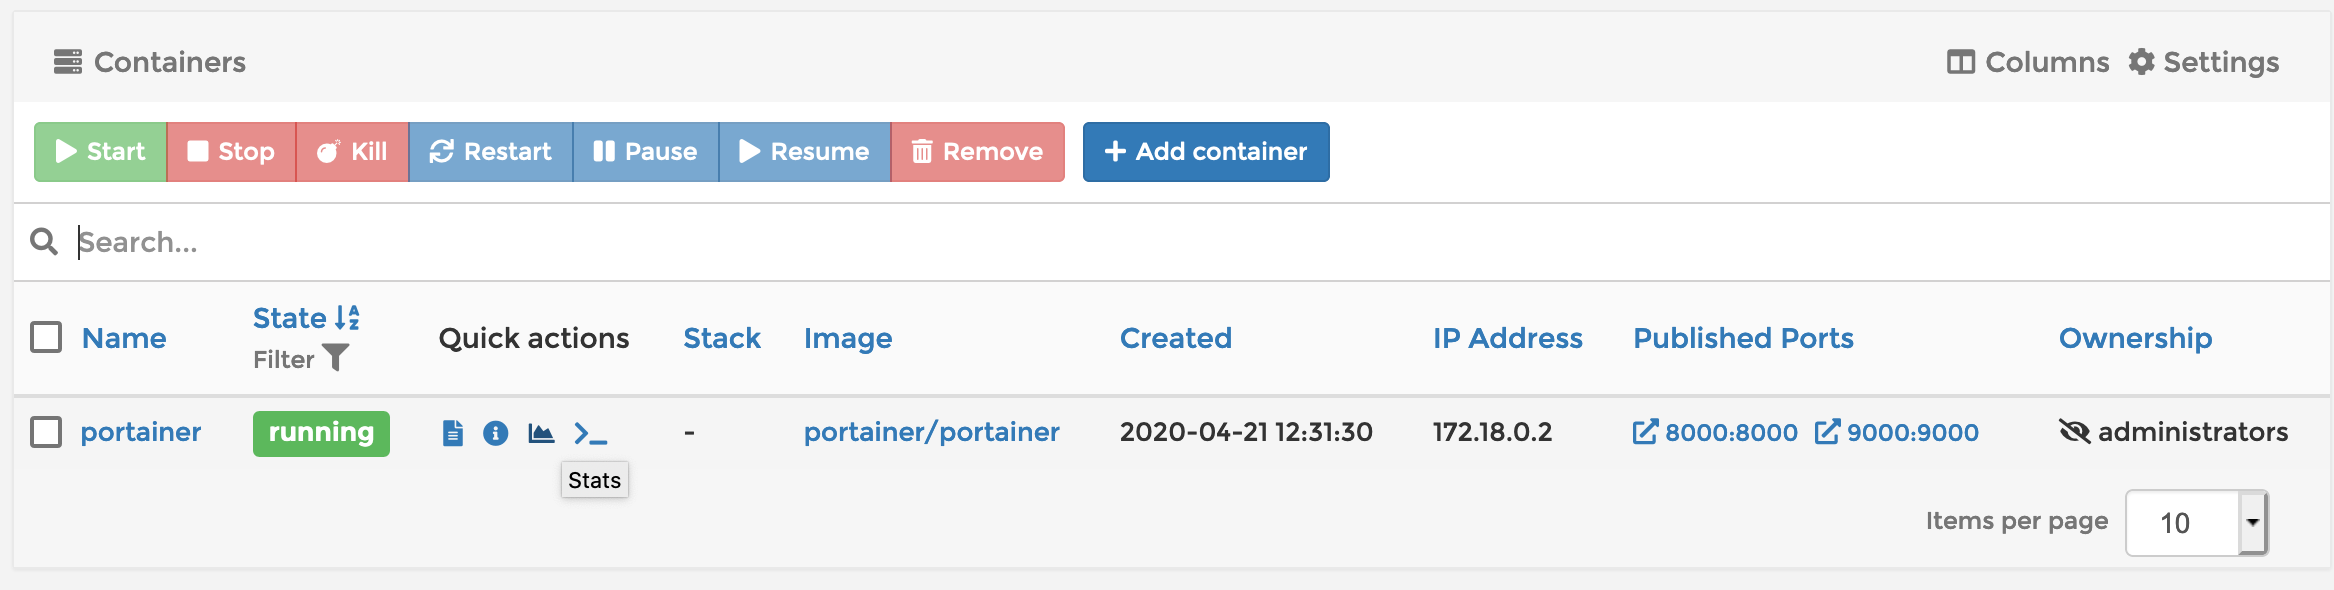 Containers Columns Settings
Start Stop Kill Restart Pause Resume Remove Add container
Search...
Name State Filter Quick actions Stack Image Created IP Address Published Ports Ownership
portainer running - portainer/portainer 2020-04-21 12:31:30 172.18.0.2 8000:8000 9000:9000 administrators
Stats
Items per page 10